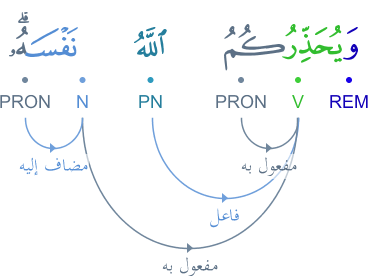 وَيُحَذِّرُكُمُ ٱللَّهُ نَفْسَهُۥۗ
REM V PRON PN N PRON
مفعول به مضاف إليه
فاعل
مفعول به